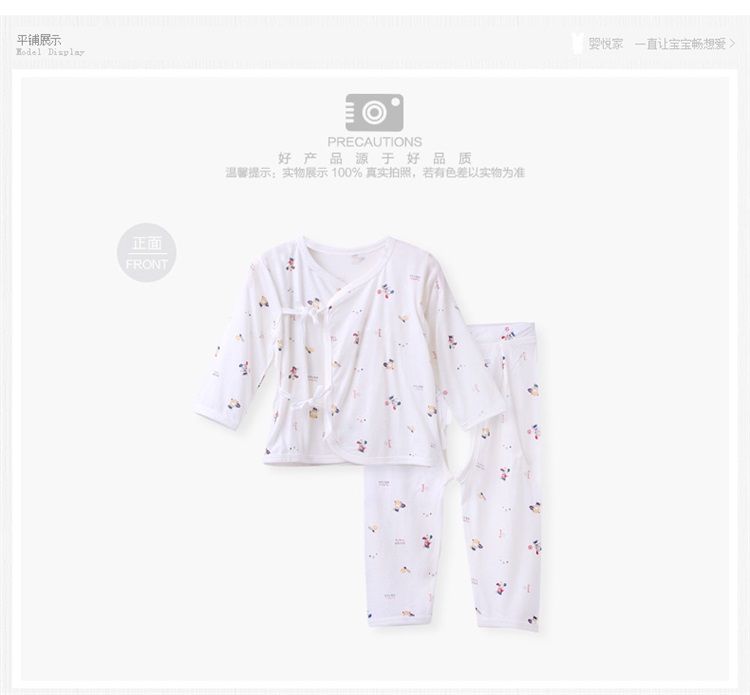 平铺展示
Model Display
婴悦家 一直让宝宝畅想爱
PRECAUTIONS
好产品源于好品质
温馨提示：实物展示 100% 真实拍照，若有色差以实物为准
正面
FRONT